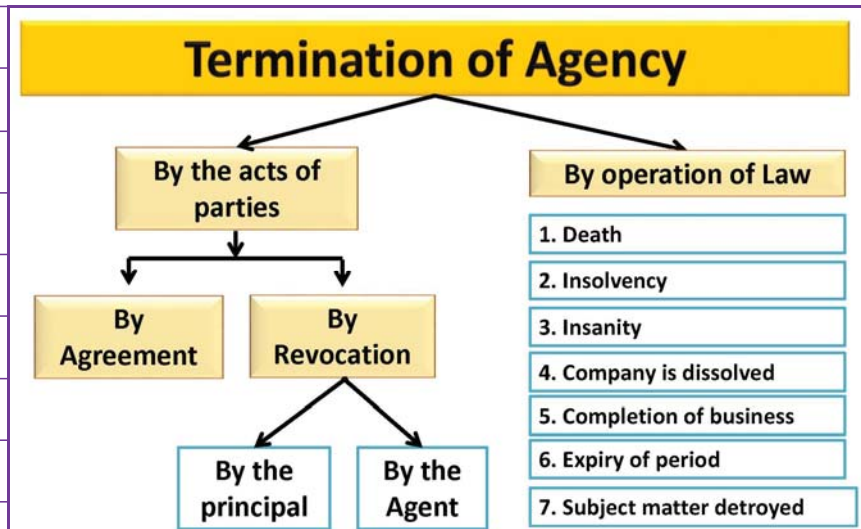 Termination of Agency
By the acts of
parties
By operation of Law
By
Agreement
By
Revocation
By the
principal
By the
Agent
1. Death
2. Insolvency
3. Insanity
4. Company is dissolved
5. Completion of business
6. Expiry of period
7. Subject matter detroyed